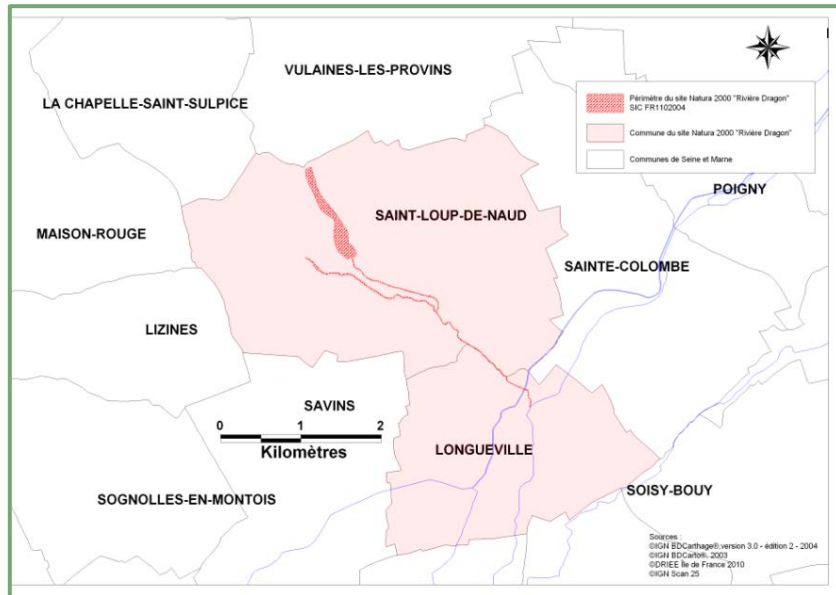 VULAINES-LES-PROVINS
LA CHAPELLE-SAINT-SULPICE
Périmètre du site Natura 2000 "Rivière Dragon"
SIC FR1102004
Commune du site Natura 2000 "Rivière Dragon"
Communes de Seine et Marne
POIGNY
SAINT-LOUP-DE-NAUD
MAISON-ROUGE
SAINTE-COLOMBE
LIZINES
SAVINS
0 1 2
Kilomètres
LONGUEVILLE
SOGNOLLES-EN-MONTOIS
SOISY-BOUY
Sources :
©IGN BDCarthage®,version 3.0 - édition 2 - 2004
©IGN BDCarto®, 2003
©DRIEE Île de France 2010
©IGN Scan 25